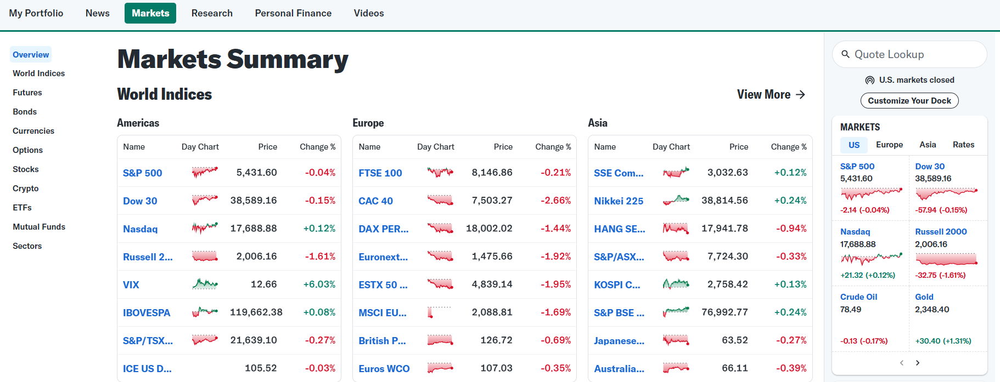 My Portfolio News Markets Research Personal Finance Videos
Overview
World Indices
Futures
Bonds
Currencies
Options
Stocks
Crypto
ETFs
Mutual Funds
Sectors
Markets Summary
World Indices View More →
Americas
Name Day Chart Price Change %
S&P 500 5,431.60 -0.04%
Dow 30 38,589.16 -0.15%
Nasdaq 17,688.88 +0.12%
Russell 2... 2,006.16 -1.61%
VIX 12.66 +6.03%
IBOVESPA 119,662.38 +0.08%
S&P/TSX... 21,639.10 -0.27%
ICE US D... 105.52 -0.03%
Europe
Name Day Chart Price Change %
FTSE 100 8,146.86 -0.21%
CAC 40 7,503.27 -2.66%
DAX PER... 18,002.02 -1.44%
Euronext... 1,475.66 -1.92%
ESTX 50 ... 4,839.14 -1.95%
MSCI EU... 2,088.81 -1.69%
British P... 126.72 -0.69%
Euros WCO 107.03 -0.35%
Asia
Name Day Chart Price Change %
SSE Com... 3,032.63 +0.12%
Nikkei 225 38,814.56 +0.24%
HANG SE... 17,941.78 -0.94%
S&P/ASX... 7,724.30 -0.33%
KOSPI C... 2,758.42 +0.13%
S&P BSE ... 76,992.77 +0.24%
Japanese... 63.52 -0.27%
Australia... 66.11 -0.39%
Quote Lookup
U.S. markets closed
Customize Your Dock
MARKETS
US Europe Asia Rates
S&P 500
5,431.60
-2.14 (-0.04%)
Dow 30
38,589.16
-57.94 (-0.15%)
Nasdaq
17,688.88
+21.32 (+0.12%)
Russell 2000
2,006.16
-32.75 (-1.61%)
Crude Oil
78.49
-0.13 (-0.17%)
Gold
2,348.40
+30.40 (+1.31%)